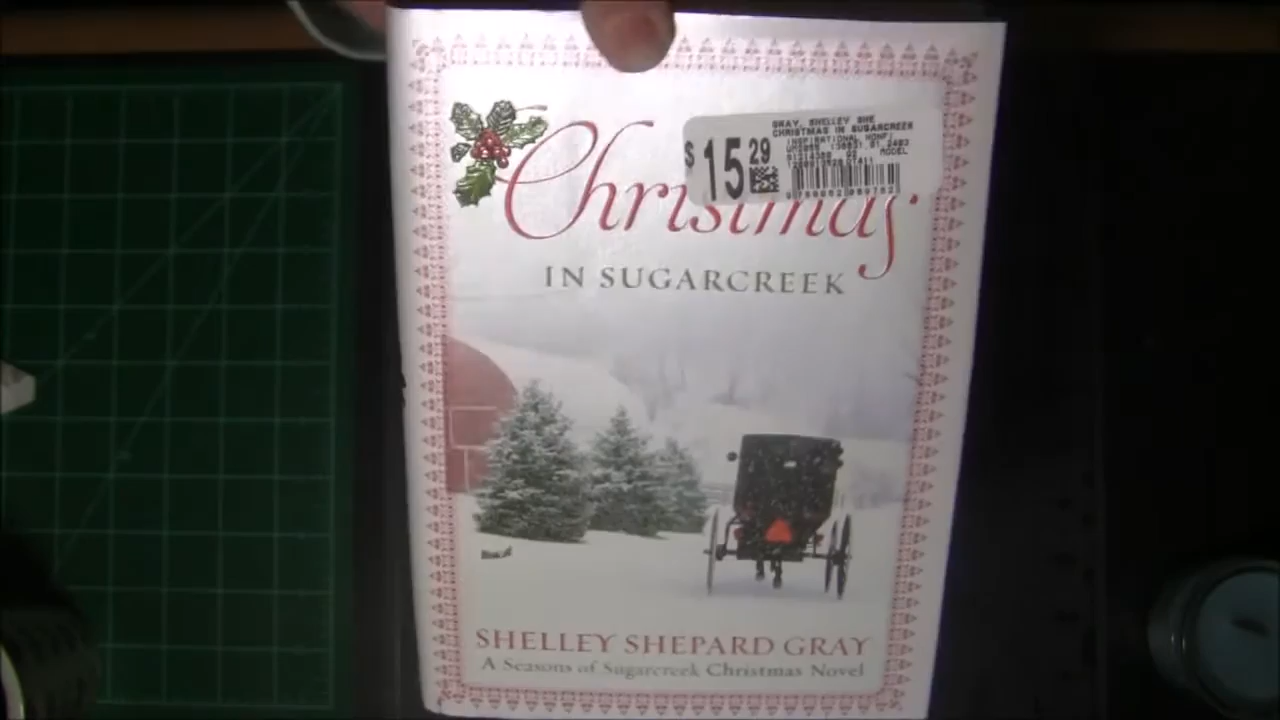 GRAY, SHELLEY SHE
CHRISTMAS IN SUGARCREEK
$15 29
Christmas
IN SUGARCREEK
SHELLEY SHEPARD GRAY
A Seasons of Sugarcreek Christmas Novel